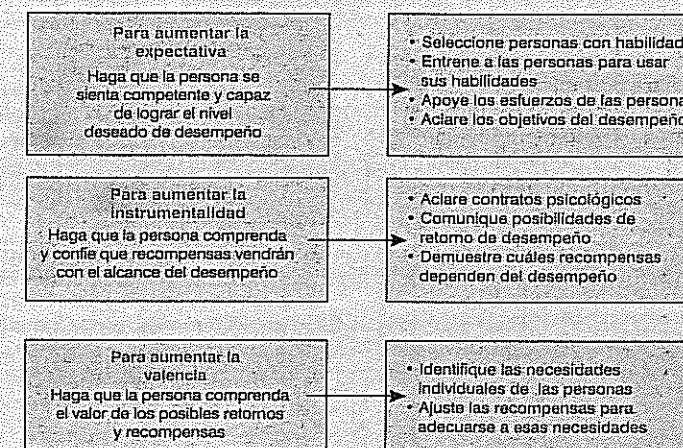 Para aumentar la
expectativa
Haga que la persona se
sienta competente y capaz
de lograr el nivel
deseado de desempeño
• Seleccione personas con habilidad
• Entrene a las personas para usar
sus habilidades
• Apoye los esfuerzos de las persona
• Aclare los objetivos del desempeño
Para aumentar la
instrumentalidad
Haga que la persona comprenda
y confíe que recompensas vendrán
con el alcance del desempeño
• Aclare contratos psicológicos
• Comunique posibilidades de
retorno de desempeño
• Demuestre cuáles recompensas
dependen del desempeño
Para aumentar la
valencia
Haga que la persona comprenda
el valor de los posibles retornos
y recompensas
• Identifique las necesidades
individuales de las personas
• Ajuste las recompensas para
adecuarse a esas necesidades